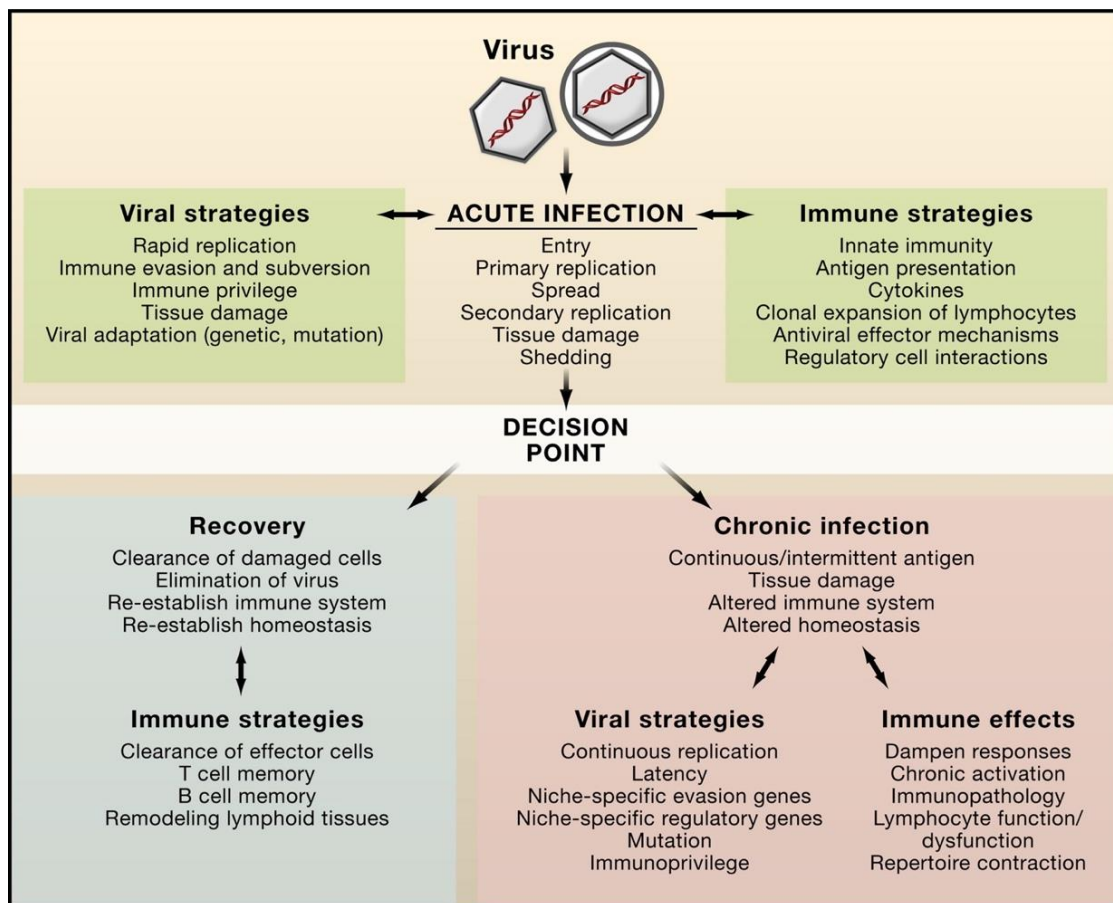 Virus
Viral strategies
Rapid replication
Immune evasion and subversion
Immune privilege
Tissue damage
Viral adaptation (genetic, mutation)
ACUTE INFECTION
Entry
Primary replication
Spread
Secondary replication
Tissue damage
Shedding
Immune strategies
Innate immunity
Antigen presentation
Cytokines
Clonal expansion of lymphocytes
Antiviral effector mechanisms
Regulatory cell interactions
DECISION
POINT
Recovery
Clearance of damaged cells
Elimination of virus
Re-establish immune system
Re-establish homeostasis
Immune strategies
Clearance of effector cells
T cell memory
B cell memory
Remodeling lymphoid tissues
Chronic infection
Continuous/intermittent antigen
Tissue damage
Altered immune system
Altered homeostasis
Viral strategies
Continuous replication
Latency
Niche-specific evasion genes
Niche-specific regulatory genes
Mutation
Immunoprivilege
Immune effects
Dampen responses
Chronic activation
Immunopathology
Lymphocyte function/
dysfunction
Repertoire contraction